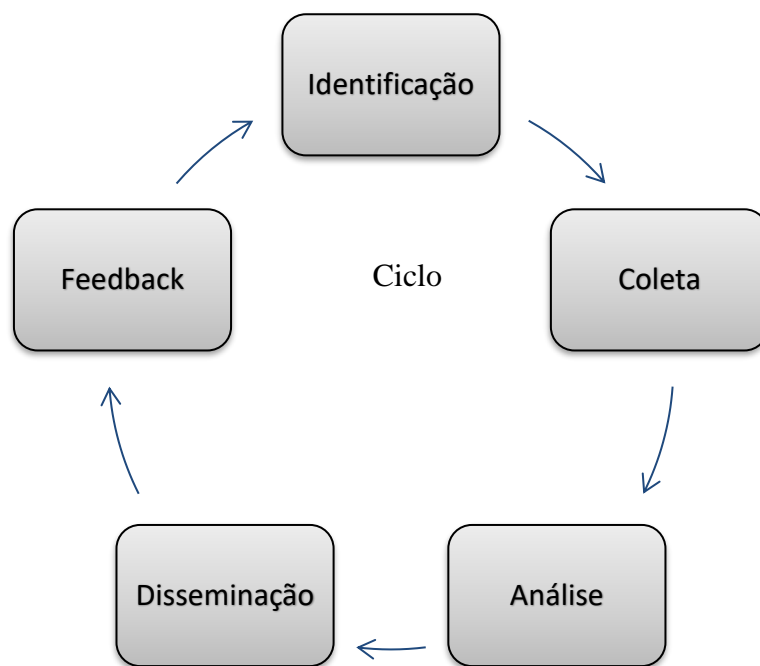 Identificação
Feedback
Ciclo
Coleta
Disseminação
Análise